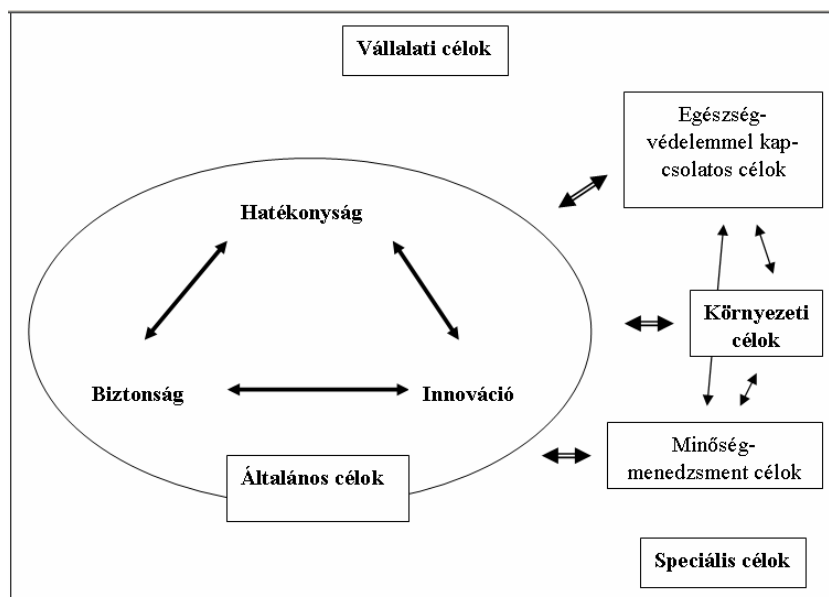 Vállalati célok
Egészség-
védelemmel kap-
csolatos célok
Hatékonyság
Környezeti
célok
Biztonság
Innováció
Általános célok
Minőség-
menedzsment célok
Speciális célok